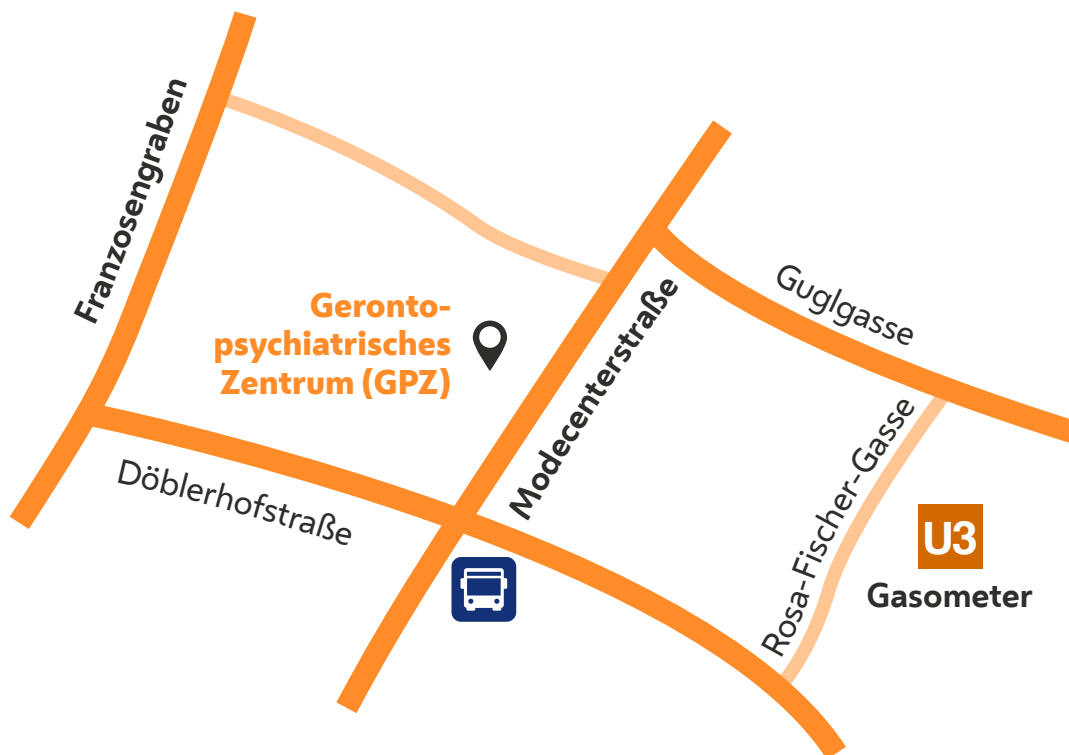 Franzosengraben
Geronto-
psychiatrisches
Zentrum (GPZ)
Guglgasse
Modecenterstraße
Döblerhofstraße
Rosa-Fischer-Gasse
U3
Gasometer